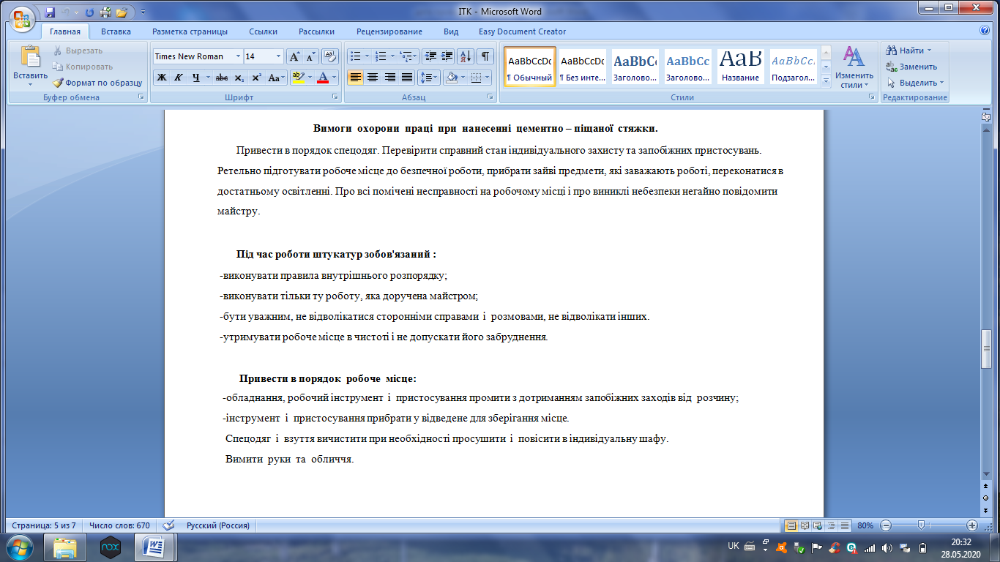 ITK - Microsoft Word
Главная Вставка Разметка страницы Ссылки Рассылки Рецензирование Вид Easy Document Creator
Вставить
Вырезать
Копировать
Формат по образцу
Буфер обмена
Times New Roman 14
Ж К Ч abc x₂ x² Aa
Шрифт
Абзац
AaBbCcDc AaBbCcDc AaBbC AaBbCc AaB AaBbCc.
¶ Обычный ¶ Без инте... Заголово... Заголово... Название Подзагол...
Стили
Изменить стили
Найти
Заменить
Выделить
Редактирование
Вимоги охорони праці при нанесенні цементно – піщаної стяжки.
Привести в порядок спецодяг. Перевірити справний стан індивідуального захисту та запобіжних пристосувань.
Ретельно підготувати робоче місце до безпечної роботи, прибрати зайві предмети, які заважають роботі, переконатися в
достатньому освітленні. Про всі помічені несправності на робочому місці і про виниклі небезпеки негайно повідомити
майстру.
Під час роботи штукатур зобов'язаний :
-виконувати правила внутрішнього розпорядку;
-виконувати тільки ту роботу, яка доручена майстром;
-бути уважним, не відволікатися сторонніми справами і розмовами, не відволікати інших.
-утримувати робоче місце в чистоті і не допускати його забруднення.
Привести в порядок робоче місце:
-обладнання, робочий інструмент і пристосування промити з дотриманням запобіжних заходів від розчину;
-інструмент і пристосування прибрати у відведене для зберігання місце.
Спецодяг і взуття вичистити при необхідності просушити і повісити в індивідуальну шафу.
Вимити руки та обличчя.
Страница: 5 из 7 Число слов: 670 Русский (Россия) 80%
nox UK 20:32
28.05.2020